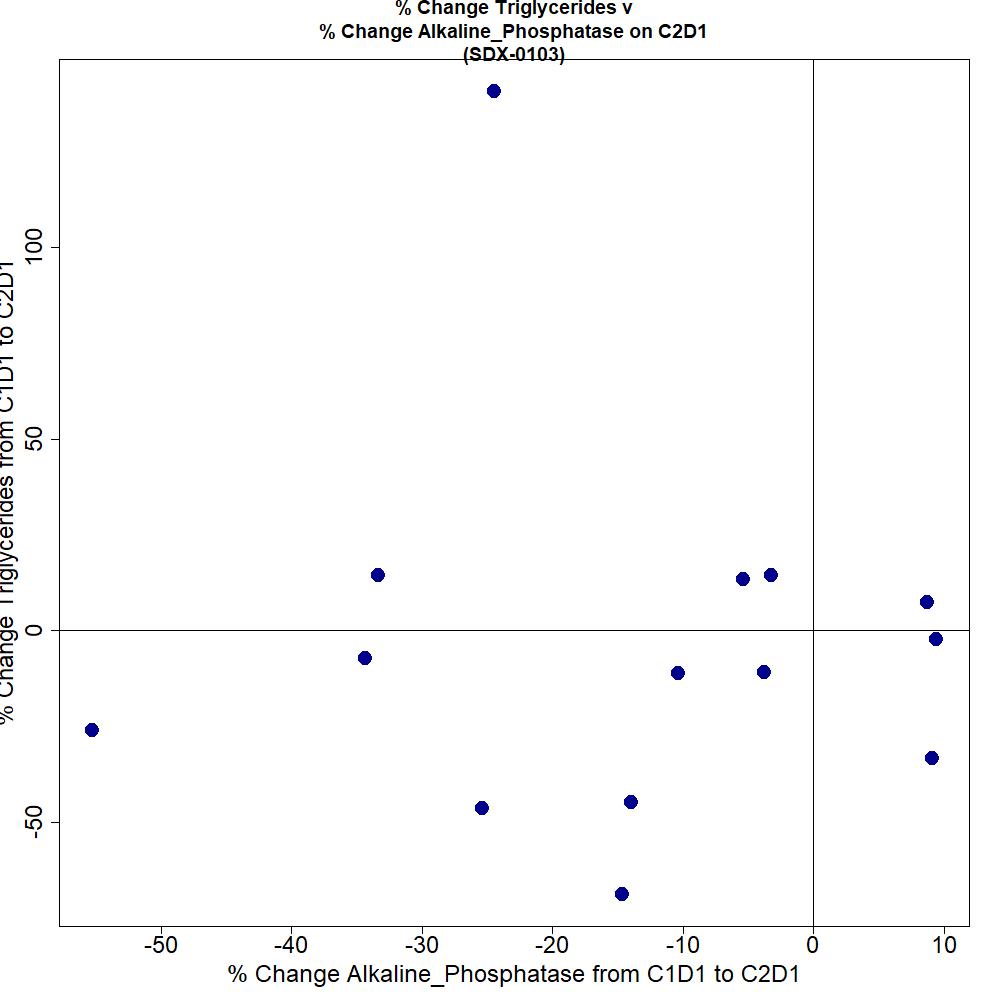 % Change Triglycerides v
% Change Alkaline_Phosphatase on C2D1
(SDX-0103)
% Change Triglycerides from C1D1 to C2D1
100
50
0
-50
-50
-40
-30
-20
-10
0
10
% Change Alkaline_Phosphatase from C1D1 to C2D1